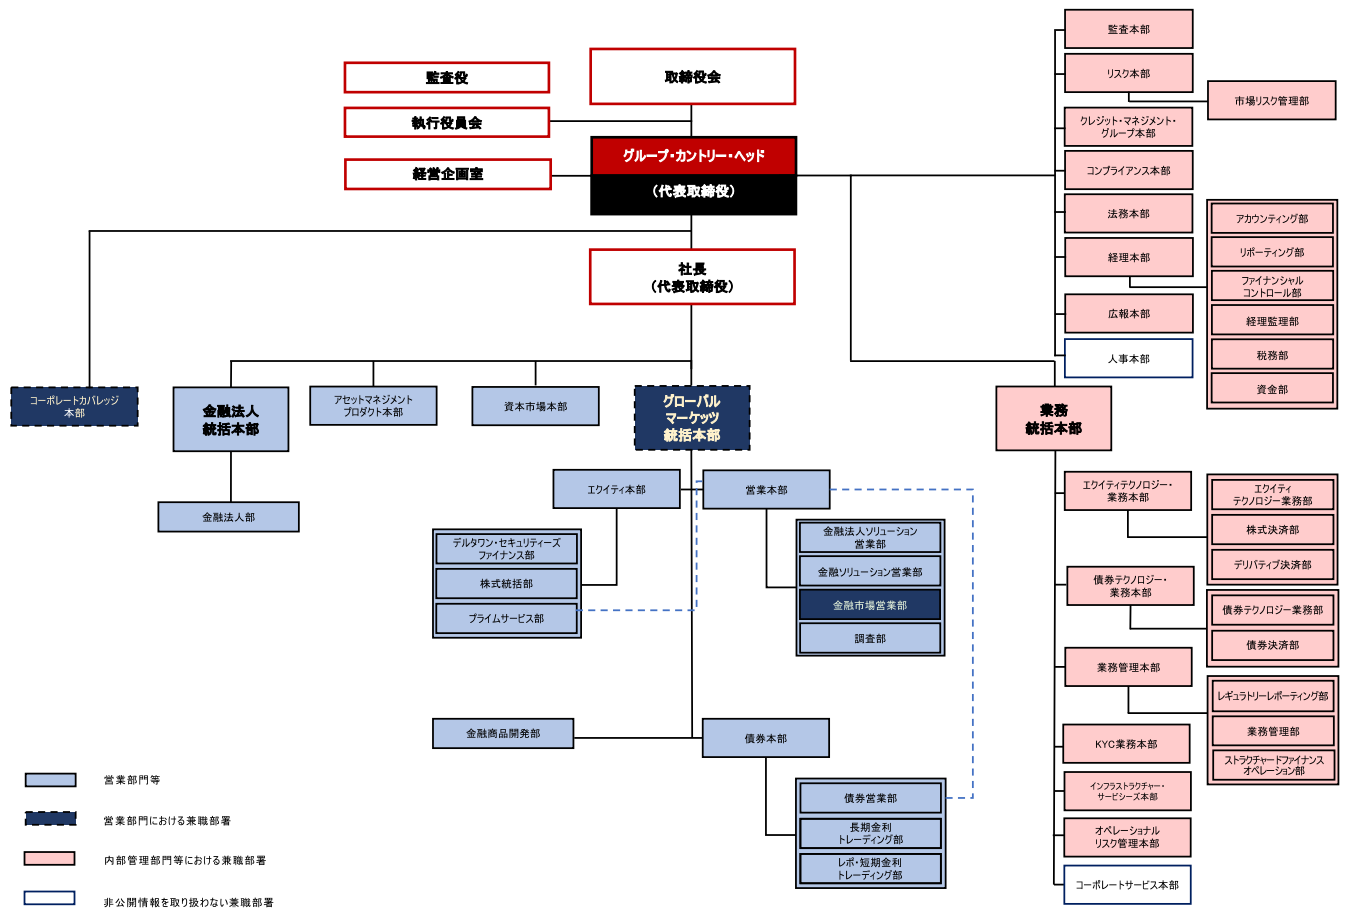 監査役
取締役会
執行役員会
グループ・カントリー・ヘッド
（代表取締役）
経営企画室
社長
（代表取締役）
コーポレートカバレッジ
本部
金融法人
統括本部
アセットマネジメント
プロダクト本部
資本市場本部
グローバル
マーケッツ
統括本部
業務
統括本部
金融法人部
エクイティ本部
営業本部
デルタワン・セキュリティーズ
ファイナンス部
株式統括部
プライムサービス部
金融法人ソリューション
営業部
金融ソリューション営業部
金融市場営業部
調査部
金融商品開発部
債券本部
債券営業部
長期金利
トレーディング部
レポ・短期金利
トレーディング部
監査本部
リスク本部
市場リスク管理部
クレジット・マネジメント・
グループ本部
コンプライアンス本部
法務本部
経理本部
広報本部
人事本部
アカウンティング部
リポーティング部
ファイナンシャル
コントロール部
経理監理部
税務部
資金部
エクイティテクノロジー・
業務本部
エクイティ
テクノロジー業務部
株式決済部
デリバティブ決済部
債券テクノロジー・
業務本部
債券テクノロジー業務部
債券決済部
業務管理本部
レギュラトリーレポーティング部
業務管理部
ストラクチャードファイナンス
オペレーション部
KYC業務本部
インフラストラクチャー・
サービシーズ本部
オペレーショナル
リスク管理本部
コーポレートサービス本部
営業部門等
営業部門における兼職部署
内部管理部門等における兼職部署
非公開情報を取り扱わない兼職部署